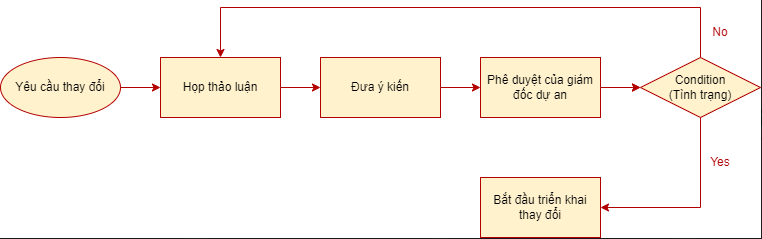 No
Yêu cầu thay đổi
Họp thảo luận
Đưa ý kiến
Phê duyệt của giám
đốc dự an
Condition
(Tình trạng)
Yes
Bắt đầu triển khai
thay đổi